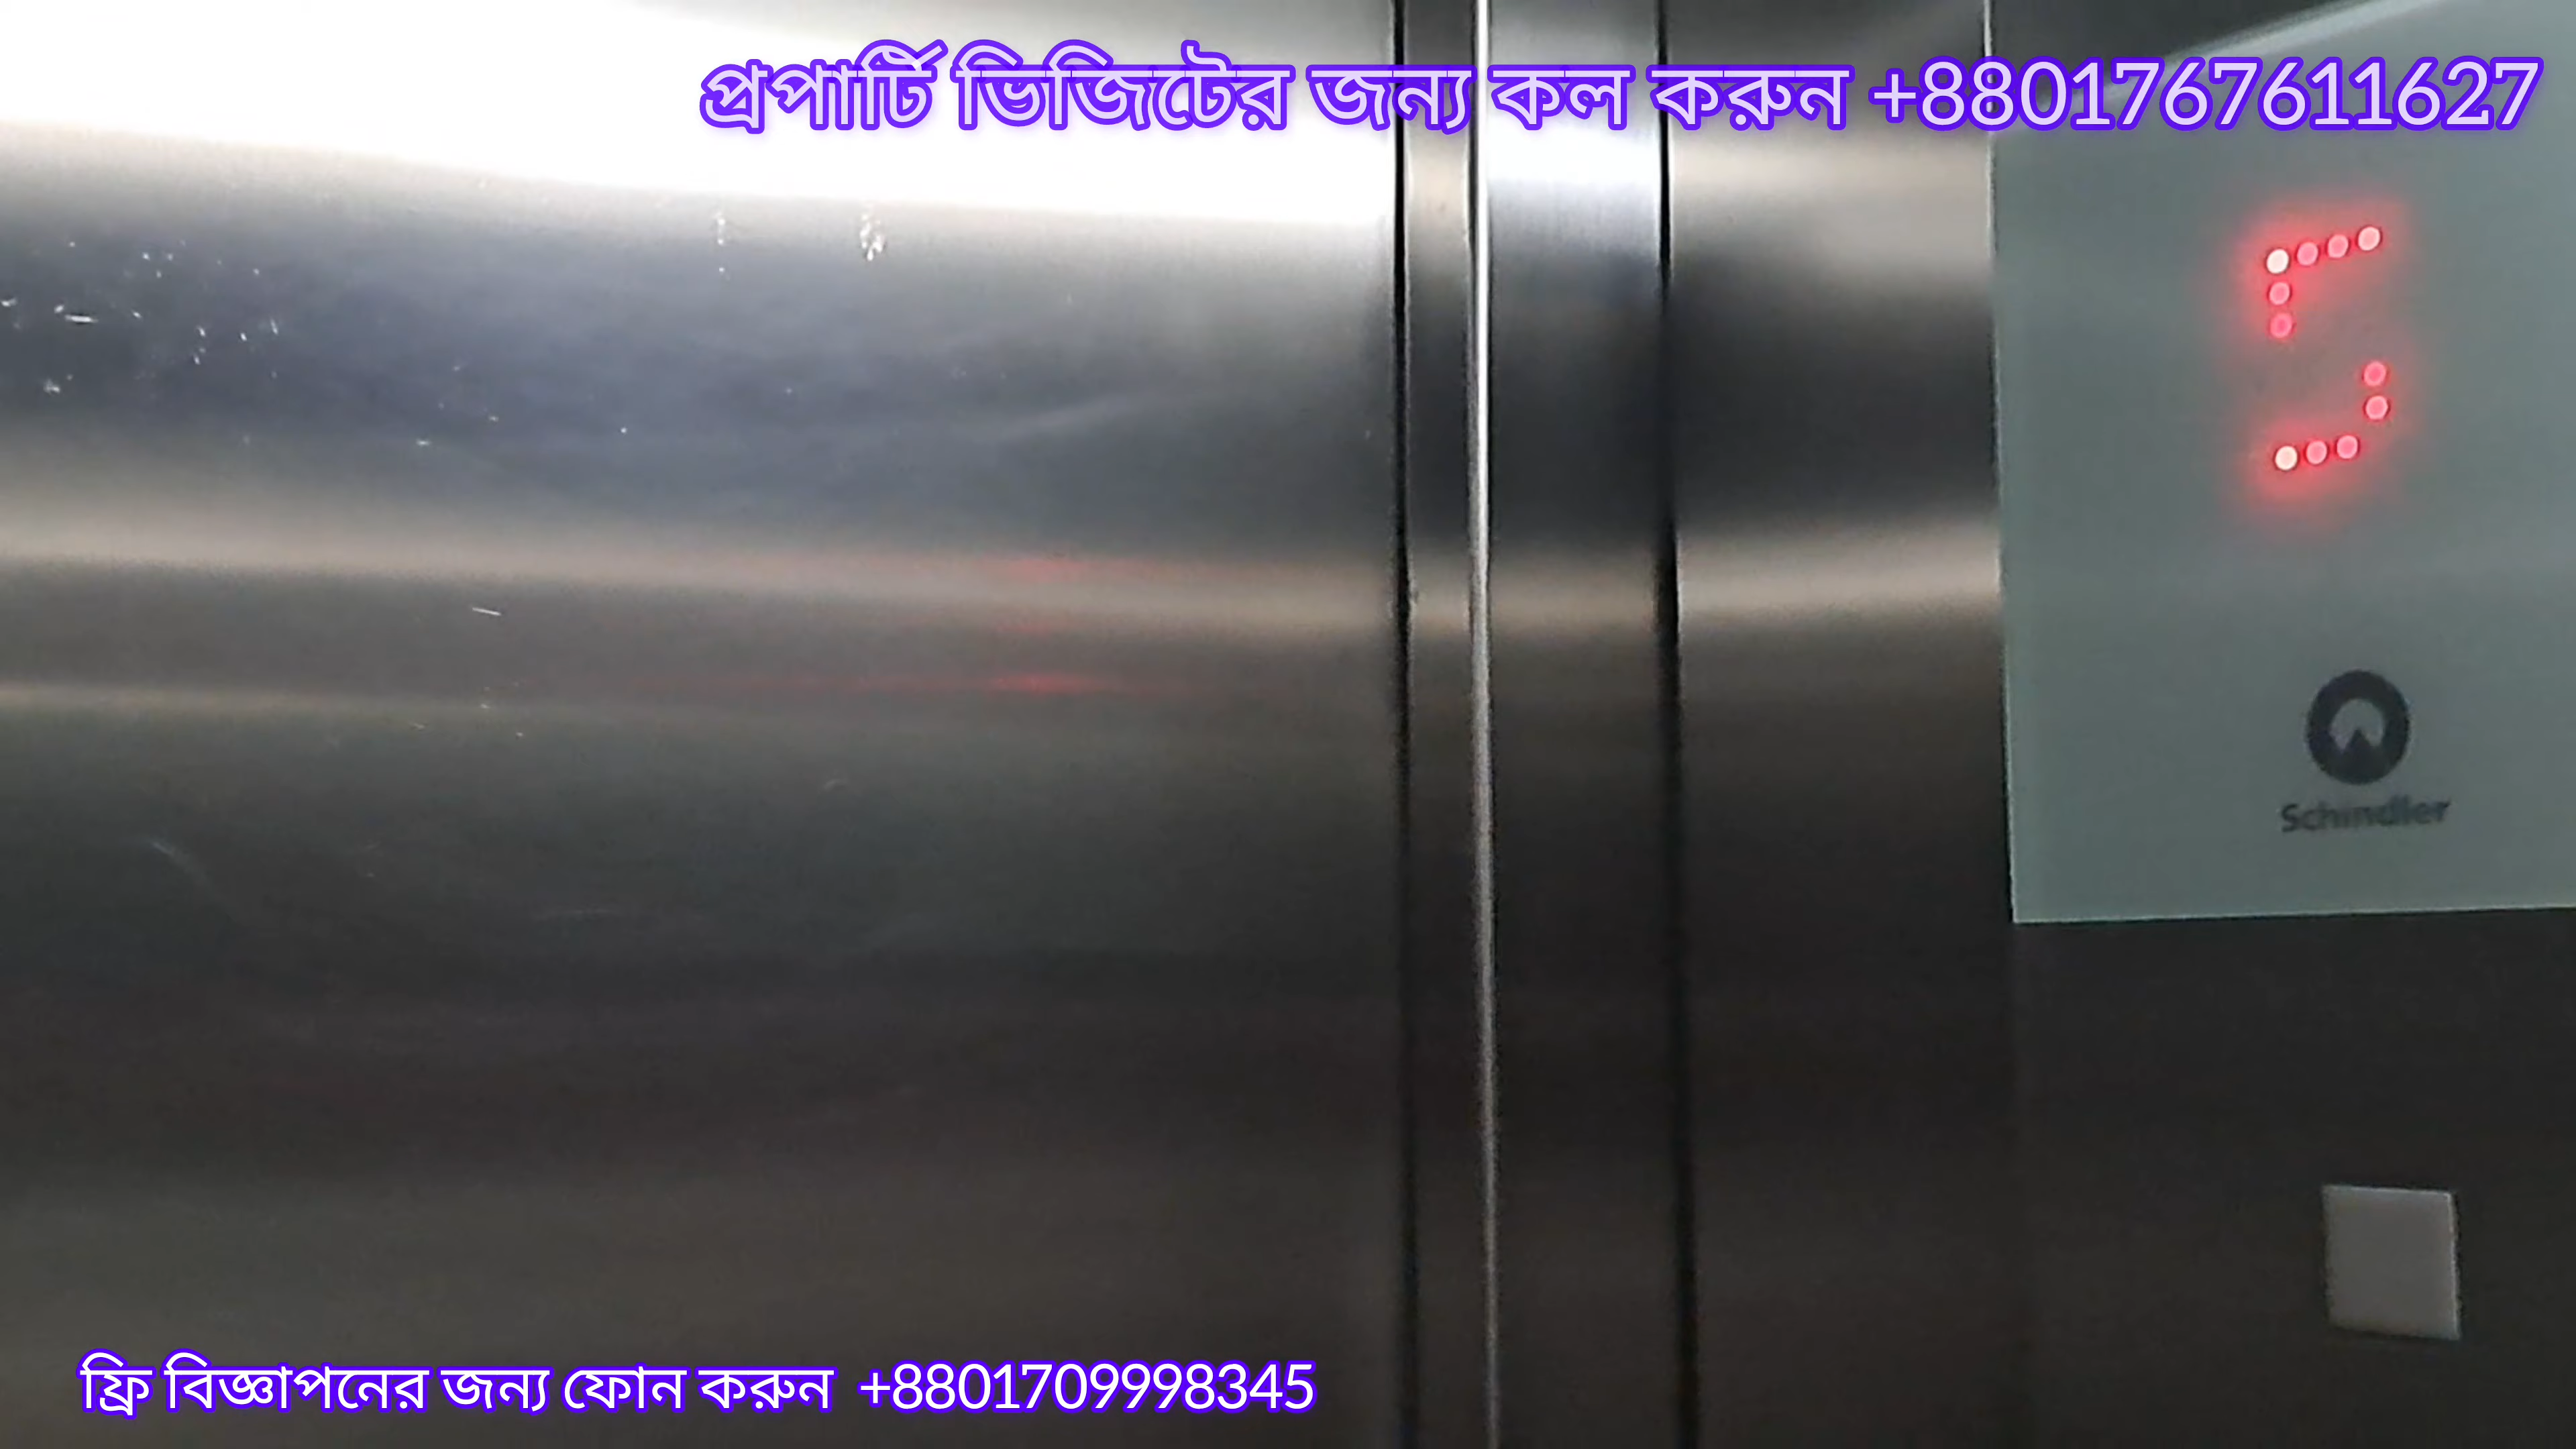 প্রপার্টি ভিজিটের জন্য কল করুন +8801767611627
5
Schindler
ফ্রি বিজ্ঞাপনের জন্য ফোন করুন +8801709998345